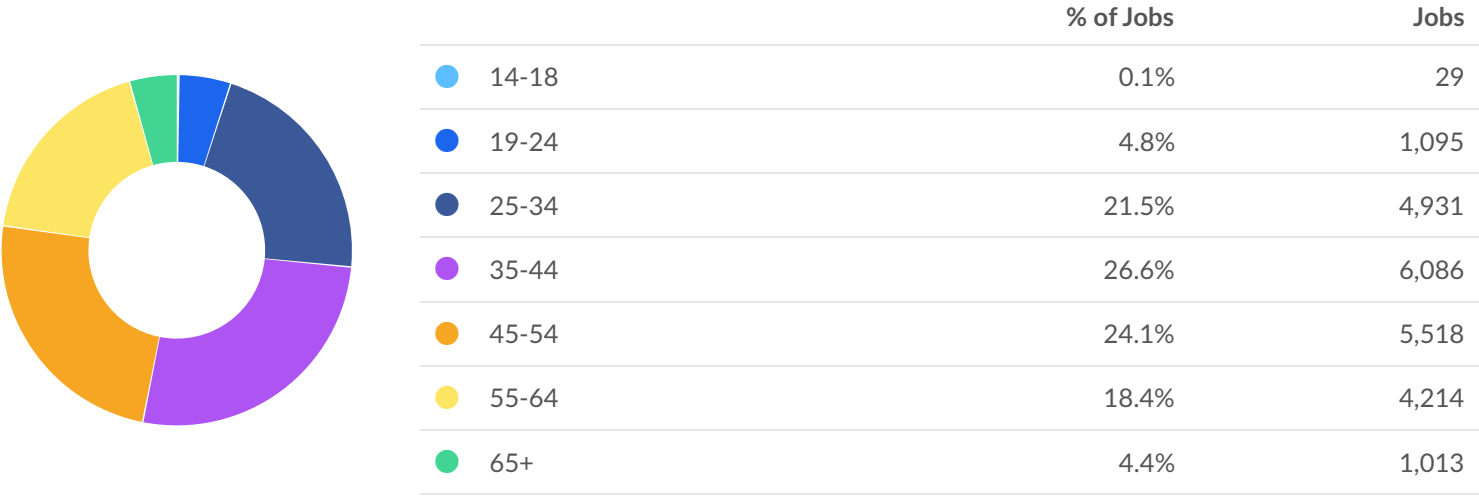 % of Jobs Jobs
14-18 0.1% 29
19-24 4.8% 1,095
25-34 21.5% 4,931
35-44 26.6% 6,086
45-54 24.1% 5,518
55-64 18.4% 4,214
65+ 4.4% 1,013